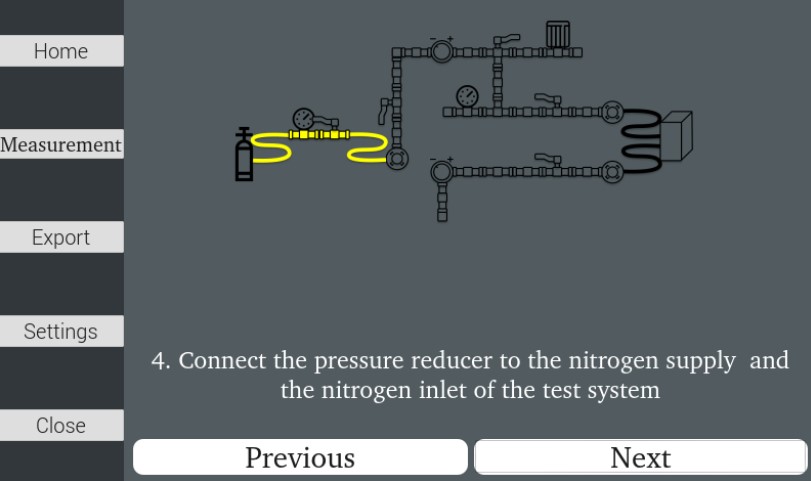 Home
Measurement
Export
Settings
Close
4. Connect the pressure reducer to the nitrogen supply  and
the nitrogen inlet of the test system
Previous
Next